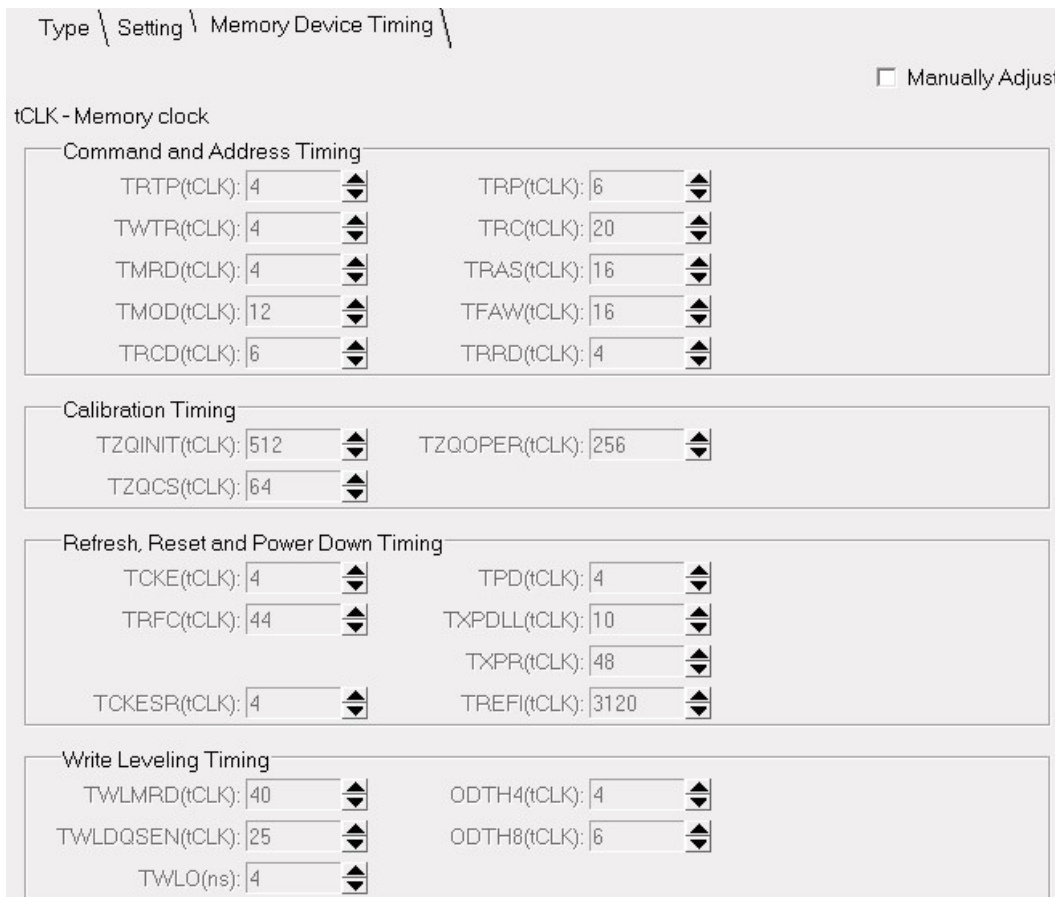 Type \ Setting \ Memory Device Timing \
Manually Adjust
tCLK - Memory clock
Command and Address Timing
TRTP(tCLK): 4 TRP(tCLK): 6
TWTR(tCLK): 4 TRC(tCLK): 20
TMRD(tCLK): 4 TRAS(tCLK): 16
TMOD(tCLK): 12 TFAW(tCLK): 16
TRCD(tCLK): 6 TRRD(tCLK): 4
Calibration Timing
TZQINIT(tCLK): 512 TZQOPER(tCLK): 256
TZQCS(tCLK): 64
Refresh, Reset and Power Down Timing
TCKE(tCLK): 4 TPD(tCLK): 4
TRFC(tCLK): 44 TXPDLL(tCLK): 10
TXPR(tCLK): 48
TCKESR(tCLK): 4 TREFI(tCLK): 3120
Write Leveling Timing
TWLMRD(tCLK): 40 ODTH4(tCLK): 4
TWLDQSEN(tCLK): 25 ODTH8(tCLK): 6
TWLO(ns): 4